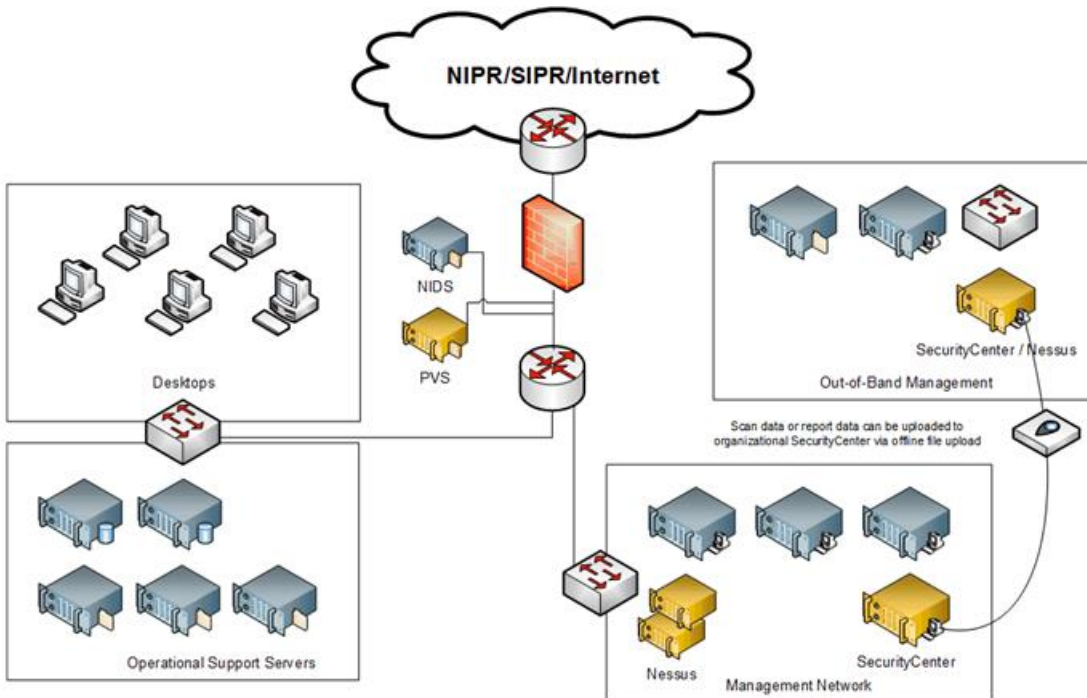 NIPR/SIPR/Internet
NIDS
PVS
Desktops
SecurityCenter / Nessus
Out-of-Band Management
Scan data or report data can be uploaded to
organizational SecurityCenter via offline file upload
Operational Support Servers
Nessus
SecurityCenter
Management Network